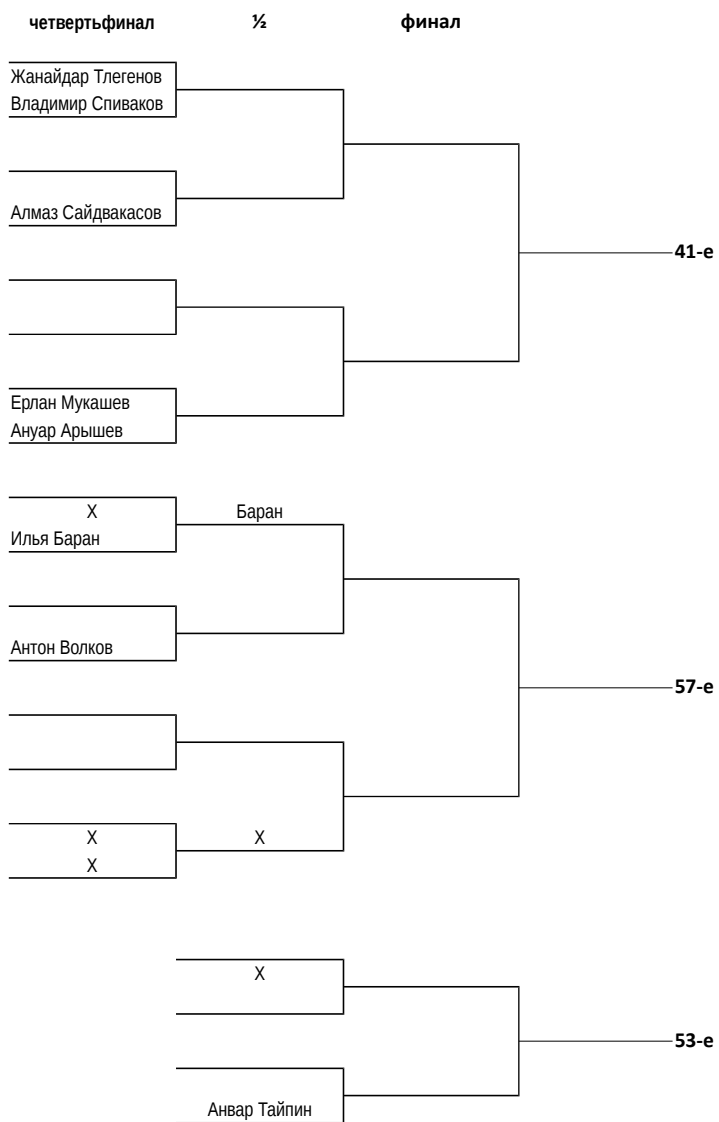 четвертьфинал ½ финал
Жанайдар Тлегенов
Владимир Спиваков
Алмаз Сайдвакасов
41-е
Ерлан Мукашев
Ануар Арышев
Х Баран
Илья Баран
Антон Волков
57-е
Х Х
Х
Х
53-е
Анвар Тайпин